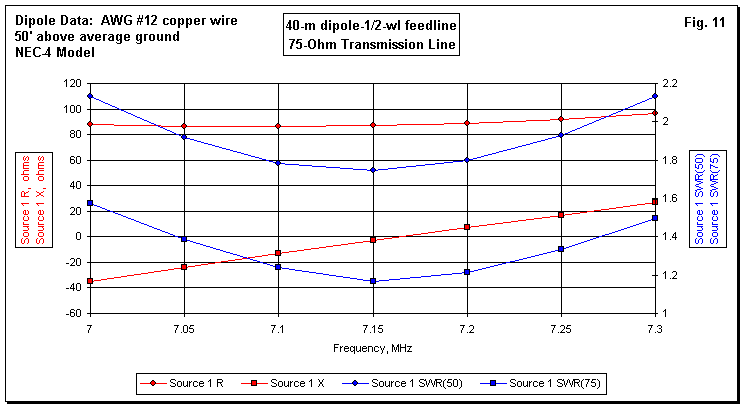 Dipole Data:  AWG #12 copper wire
50' above average ground
NEC-4 Model
40-m dipole-1/2-wl feedline
75-Ohm Transmission Line
Fig. 11
Source 1 R, ohms
Source 1 X, ohms
120
100
80
60
40
20
0
-20
-40
-60
2.2
2
1.8
1.6
1.4
1.2
1
Source 1 SWR(50)
Source 1 SWR(75)
7 7.05 7.1 7.15 7.2 7.25 7.3
Frequency, MHz
Source 1 R Source 1 X Source 1 SWR(50) Source 1 SWR(75)